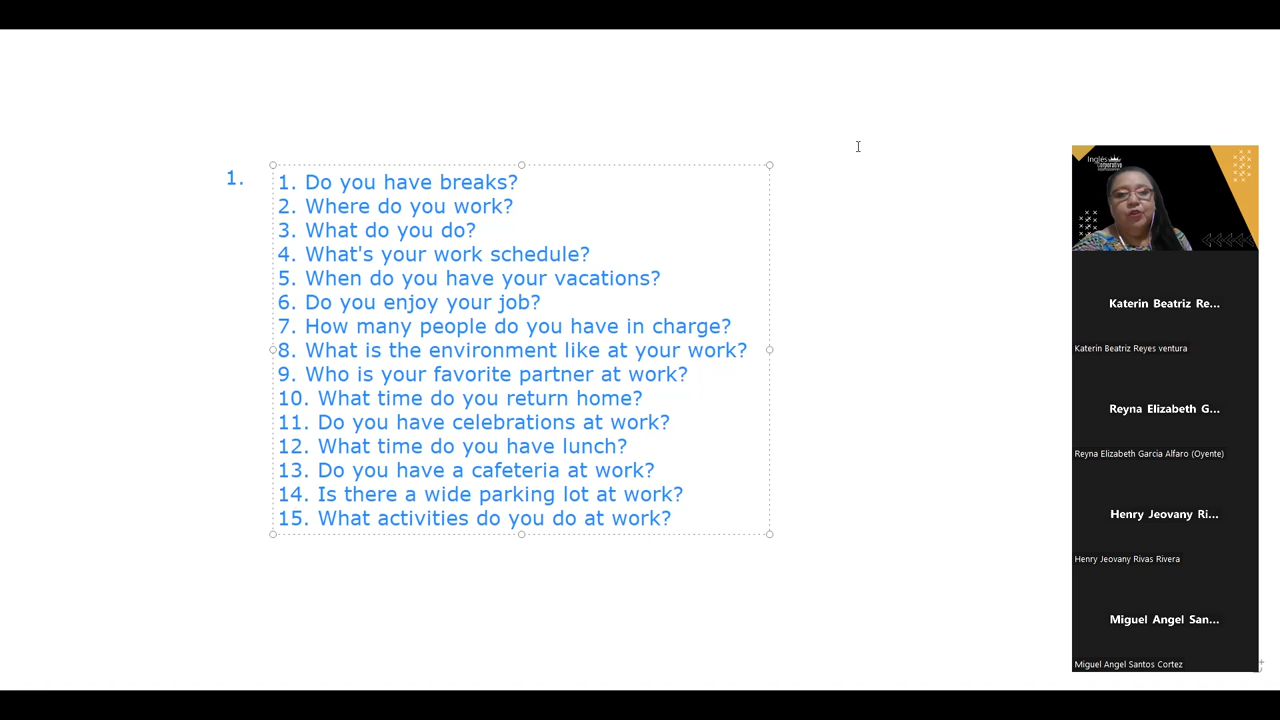 1.
1. Do you have breaks?
2. Where do you work?
3. What do you do?
4. What's your work schedule?
5. When do you have your vacations?
6. Do you enjoy your job?
7. How many people do you have in charge?
8. What is the environment like at your work?
9. Who is your favorite partner at work?
10. What time do you return home?
11. Do you have celebrations at work?
12. What time do you have lunch?
13. Do you have a cafeteria at work?
14. Is there a wide parking lot at work?
15. What activities do you do at work?
Inglés
Corporativo
Katerin Beatriz Re...
Katerin Beatriz Reyes ventura
Reyna Elizabeth G...
Reyna Elizabeth Garcia Alfaro (Oyente)
Henry Jeovany Ri...
Henry Jeovany Rivas Rivera
Miguel Angel San...
Miguel Angel Santos Cortez